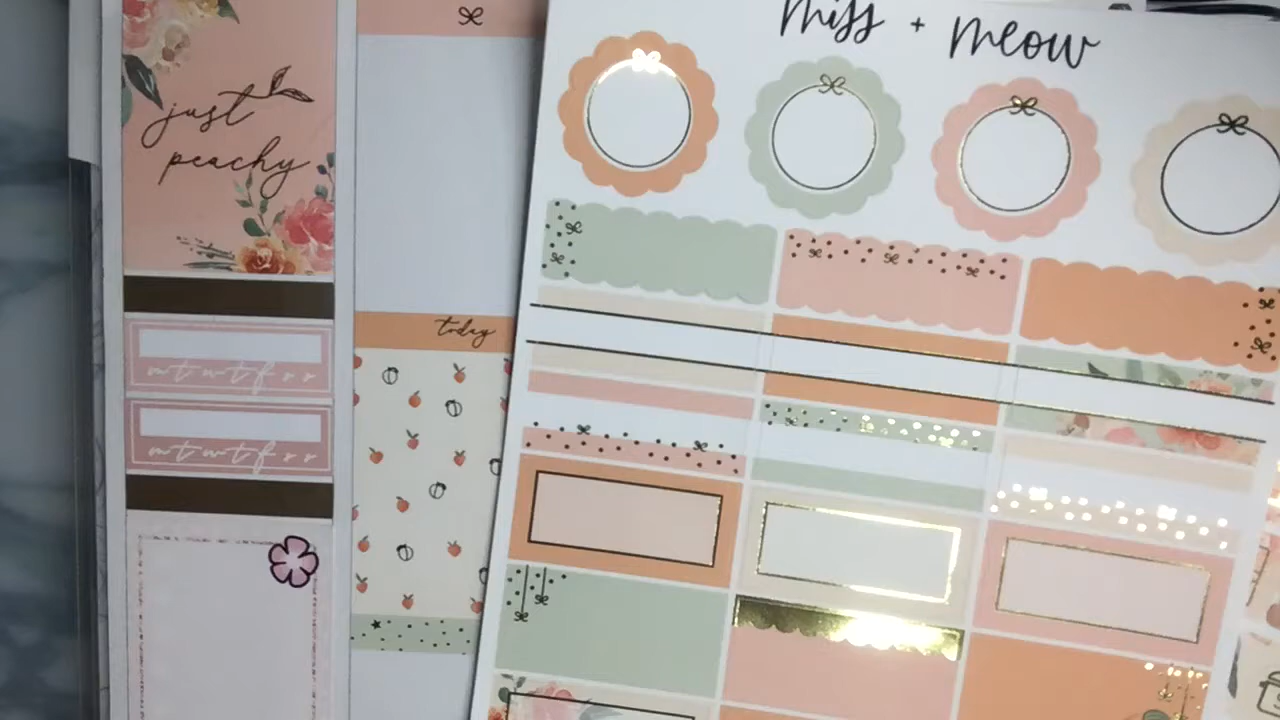 miss + meow
just
peachy
today
m t w t f s s
m t w t f s s